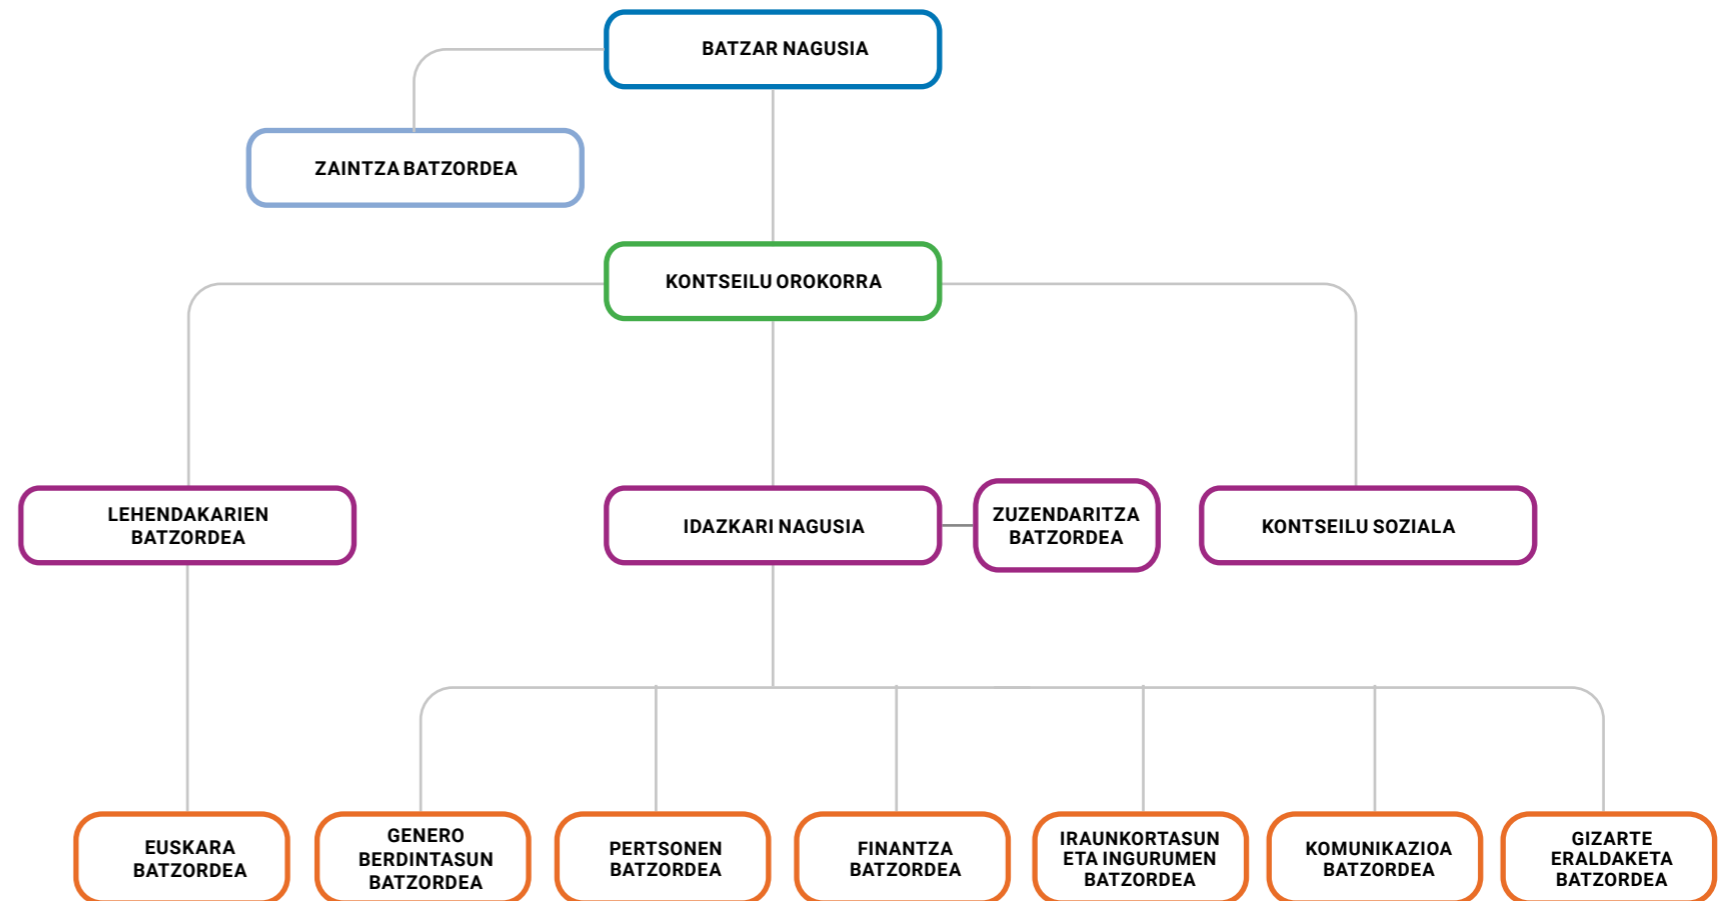 BATZAR NAGUSIA
ZAINTZA BATZORDEA
KONTSEILU OROKORRA
LEHENDAKARIEN
BATZORDEA
IDAZKARI NAGUSIA
ZUZENDARITZA
BATZORDEA
KONTSEILU SOZIALA
EUSKARA
BATZORDEA
GENERO
BERDINTASUN
BATZORDEA
PERTSONEN
BATZORDEA
FINANTZA
BATZORDEA
IRAUNKORTASUN
ETA INGURUMEN
BATZORDEA
KOMUNIKAZIOA
BATZORDEA
GIZARTE
ERALDAKETA
BATZORDEA